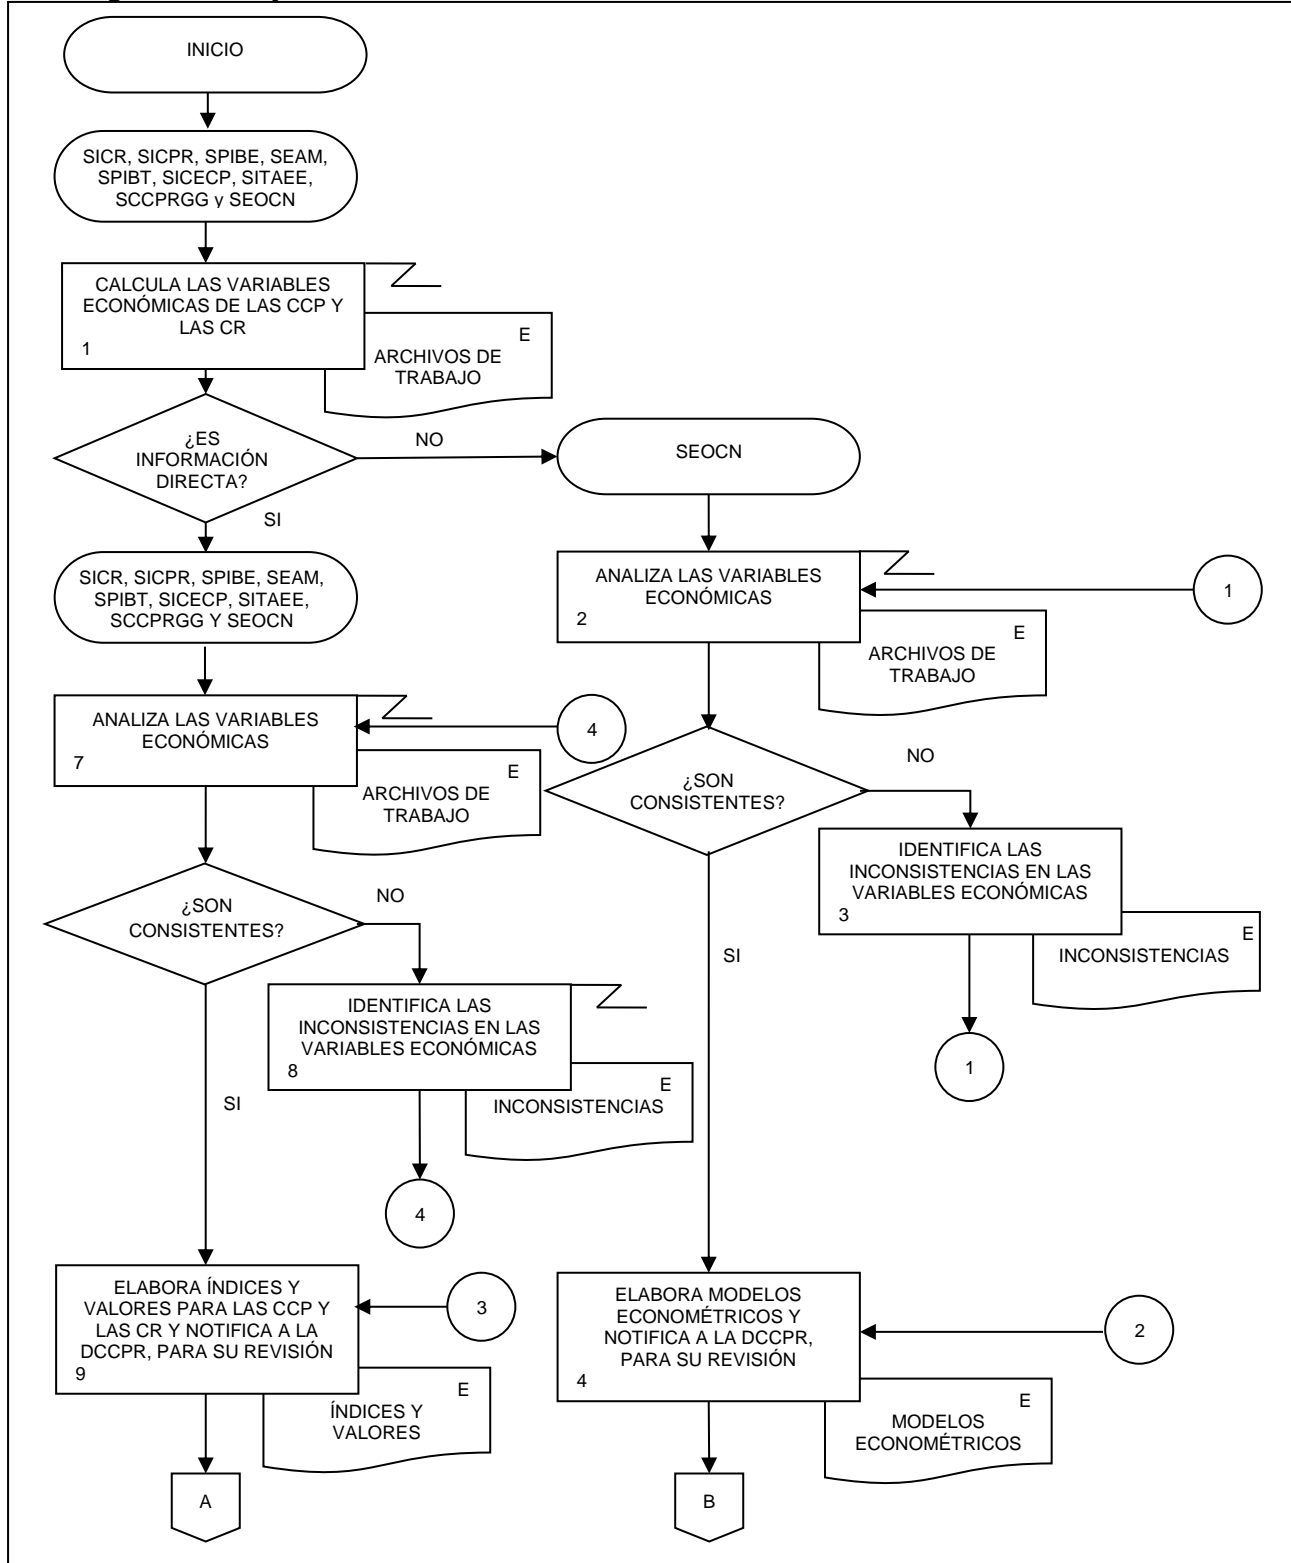 INICIO
SICR, SICPR, SPIBE, SEAM,
SPIBT, SICECP, SITAEE,
SCCPRGG y SEOCN
CALCULA LAS VARIABLES
ECONÓMICAS DE LAS CCP Y
LAS CR
1
E
ARCHIVOS DE
TRABAJO
¿ES
INFORMACIÓN
DIRECTA?
NO
SI
SEOCN
SICR, SICPR, SPIBE, SEAM,
SPIBT, SICECP, SITAEE,
SCCPRGG Y SEOCN
ANALIZA LAS VARIABLES
ECONÓMICAS
2
1
E
ARCHIVOS DE
TRABAJO
ANALIZA LAS VARIABLES
ECONÓMICAS
7
4
E
ARCHIVOS DE
TRABAJO
¿SON
CONSISTENTES?
NO
IDENTIFICA LAS
INCONSISTENCIAS EN LAS
VARIABLES ECONÓMICAS
3
E
INCONSISTENCIAS
SI
1
¿SON
CONSISTENTES?
NO
IDENTIFICA LAS
INCONSISTENCIAS EN LAS
VARIABLES ECONÓMICAS
8
E
INCONSISTENCIAS
SI
4
ELABORA ÍNDICES Y
VALORES PARA LAS CCP Y
LAS CR Y NOTIFICA A LA
DCCPR, PARA SU REVISIÓN
9
3
E
ÍNDICES Y
VALORES
A
ELABORA MODELOS
ECONOMÉTRICOS Y
NOTIFICA A LA DCCPR,
PARA SU REVISIÓN
4
2
E
MODELOS
ECONOMÉTRICOS
B